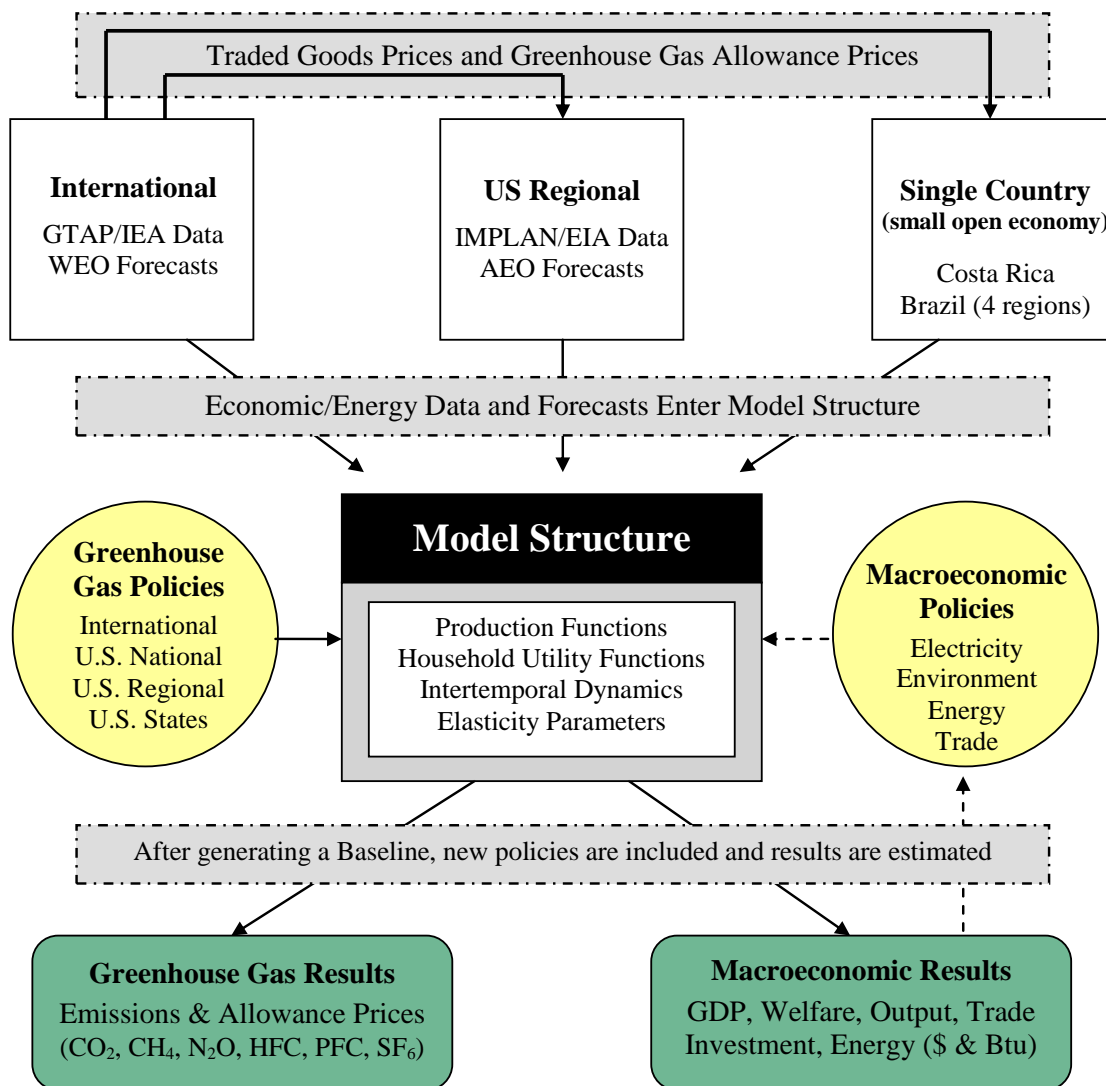 Traded Goods Prices and Greenhouse Gas Allowance Prices
International
GTAP/IEA Data
WEO Forecasts
US Regional
IMPLAN/EIA Data
AEO Forecasts
Single Country
(small open economy)
Costa Rica
Brazil (4 regions)
Economic/Energy Data and Forecasts Enter Model Structure
Greenhouse
Gas Policies
International
U.S. National
U.S. Regional
U.S. States
Model Structure
Production Functions
Household Utility Functions
Intertemporal Dynamics
Elasticity Parameters
Macroeconomic
Policies
Electricity
Environment
Energy
Trade
After generating a Baseline, new policies are included and results are estimated
Greenhouse Gas Results
Emissions & Allowance Prices
(CO₂, CH₄, N₂O, HFC, PFC, SF₆)
Macroeconomic Results
GDP, Welfare, Output, Trade
Investment, Energy ($ & Btu)